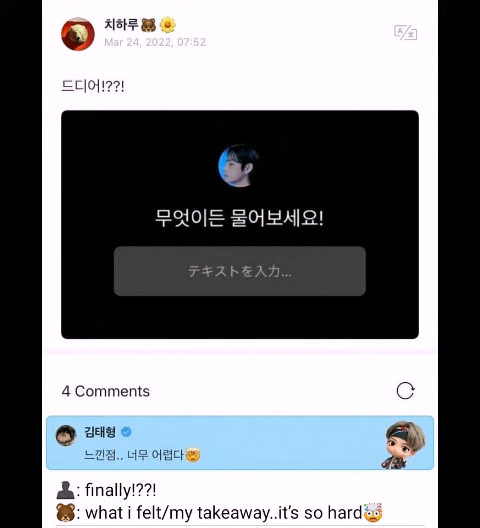 치하루🐻🌼
Mar 24, 2022, 07:52
드디어!??!
무엇이든 물어보세요!
テキストを入力...
4 Comments
김태형
느낀점.. 너무 어렵다🤯
👤: finally!??!
🐻: what i felt/my takeaway..it's so hard🤯